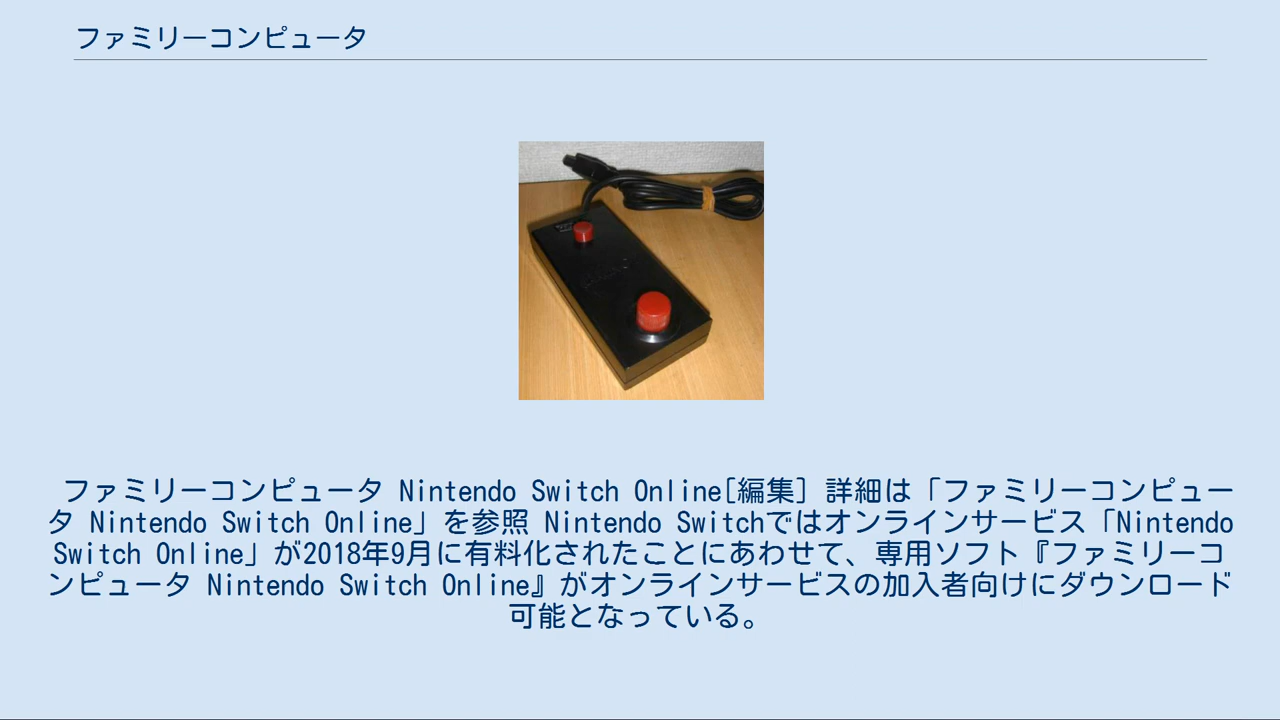 ファミリーコンピュータ
ファミリーコンピュータ Nintendo Switch Online[編集] 詳細は「ファミリーコンピュー
タ Nintendo Switch Online」を参照 Nintendo Switchではオンラインサービス「Nintendo
Switch Online」が2018年9月に有料化されたことにあわせて、専用ソフト『ファミリーコ
ンピュータ Nintendo Switch Online』がオンラインサービスの加入者向けにダウンロード
可能となっている。